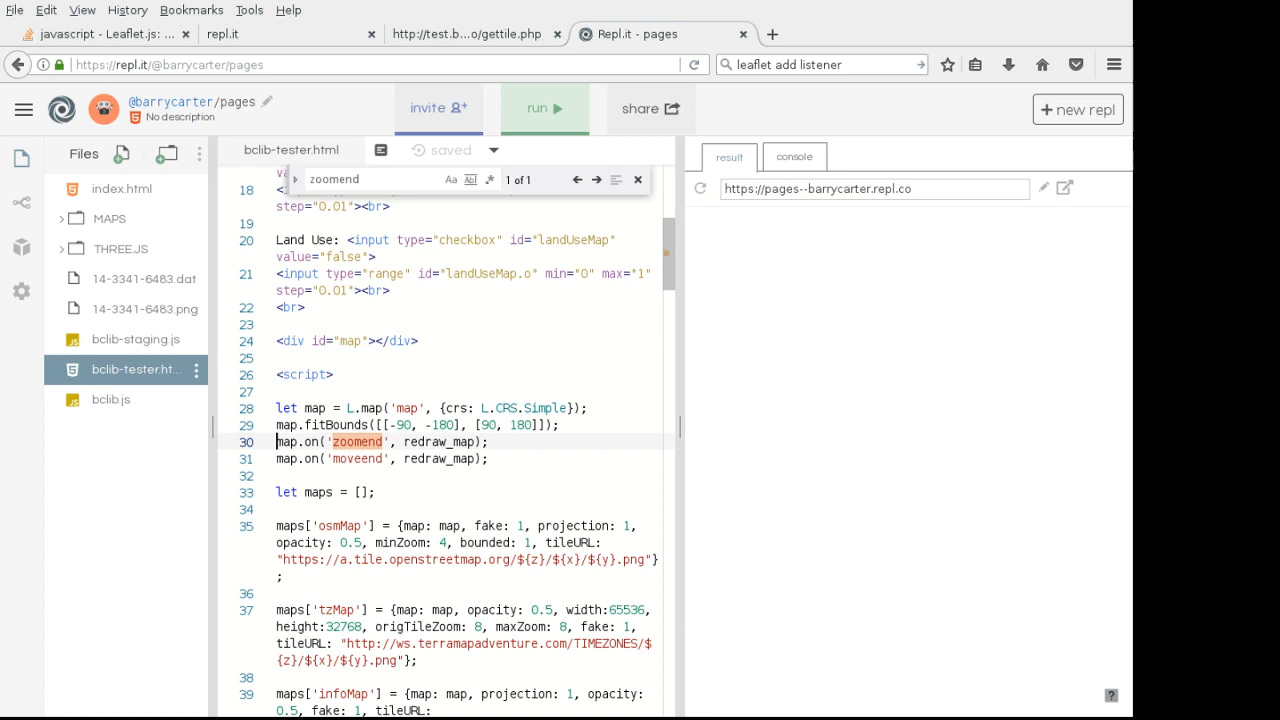 File Edit View History Bookmarks Tools Help
javascript - Leaflet.js: ... × repl.it × http://test.b...o/gettile.php × Repl.it - pages × +
https://repl.it/@barrycarter/pages
leaflet add listener
@barrycarter/pages
No description
invite
run
share
+ new repl
Files
index.html
MAPS
THREE.JS
14-3341-6483.dat
14-3341-6483.png
bclib-staging.js
bclib-tester.ht...
bclib.js
bclib-tester.html
saved
zoomend
Aa Abl .* 1 of 1
18
step="0.01"><br>
19
20 Land Use: <input type="checkbox" id="landUseMap"
value="false">
21 <input type="range" id="landUseMap.o" min="0" max="1"
step="0.01"><br>
22 <br>
23
24 <div id="map"></div>
25
26 <script>
27
28 let map = L.map('map', {crs: L.CRS.Simple});
29 map.fitBounds([[-90, -180], [90, 180]]);
30 map.on('zoomend', redraw_map);
31 map.on('moveend', redraw_map);
32
33 let maps = [];
34
35 maps['osmMap'] = {map: map, fake: 1, projection: 1,
opacity: 0.5, minZoom: 4, bounded: 1, tileURL:
"https://a.tile.openstreetmap.org/${z}/${x}/${y}.png"}
;
36
37 maps['tzMap'] = {map: map, opacity: 0.5, width:65536,
height:32768, origTileZoom: 8, maxZoom: 8, fake: 1,
tileURL: "http://ws.terramapadventure.com/TIMEZONES/$
{z}/${x}/${y}.png"};
38
39 maps['infoMap'] = {map: map, projection: 1, opacity:
0.5, fake: 1, tileURL:
result
console
https://pages--barrycarter.repl.co
?